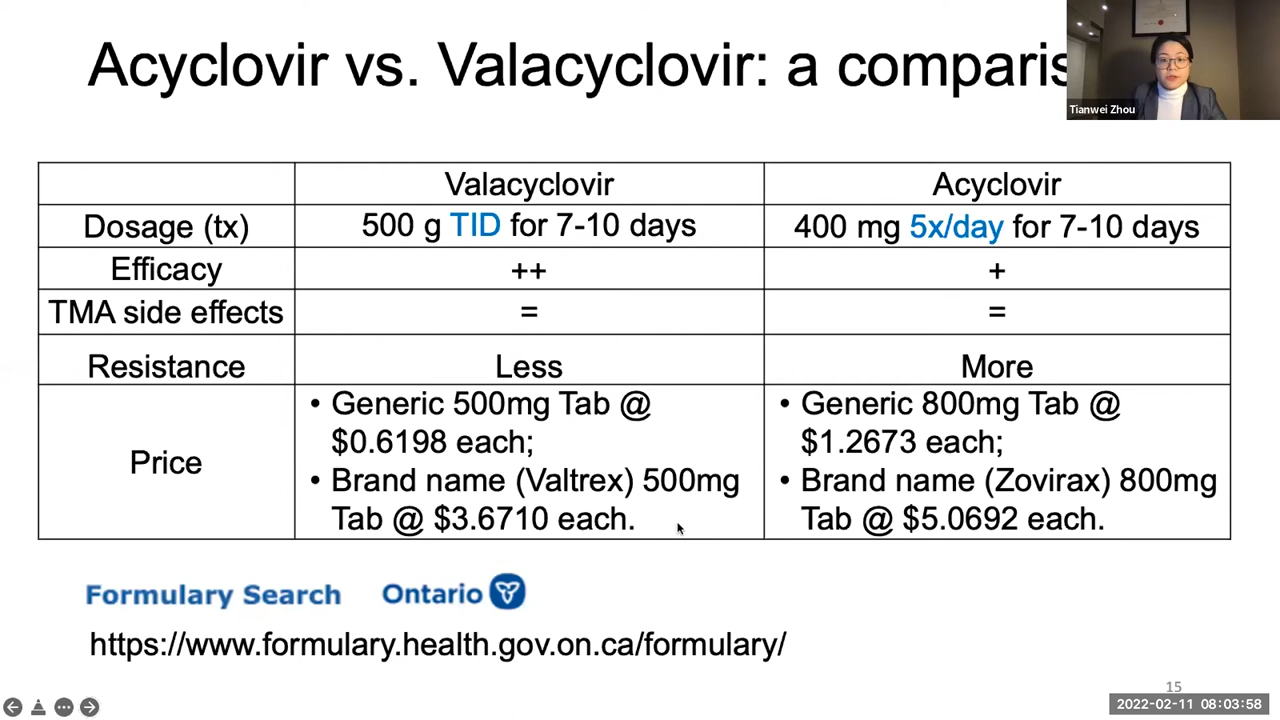 Acyclovir vs. Valacyclovir: a comparis
Tianwei Zhou
Valacyclovir Acyclovir
Dosage (tx) 500 g TID for 7-10 days 400 mg 5x/day for 7-10 days
Efficacy ++ +
TMA side effects = =
Resistance Less More
Price
• Generic 500mg Tab @
$0.6198 each;
• Brand name (Valtrex) 500mg
Tab @ $3.6710 each.
• Generic 800mg Tab @
$1.2673 each;
• Brand name (Zovirax) 800mg
Tab @ $5.0692 each.
Formulary Search Ontario
https://www.formulary.health.gov.on.ca/formulary/
15
2022-02-11 08:03:58